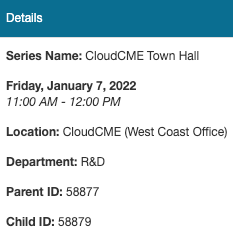 Details
Series Name: CloudCME Town Hall
Friday, January 7, 2022
11:00 AM - 12:00 PM
Location: CloudCME (West Coast Office)
Department: R&D
Parent ID: 58877
Child ID: 58879